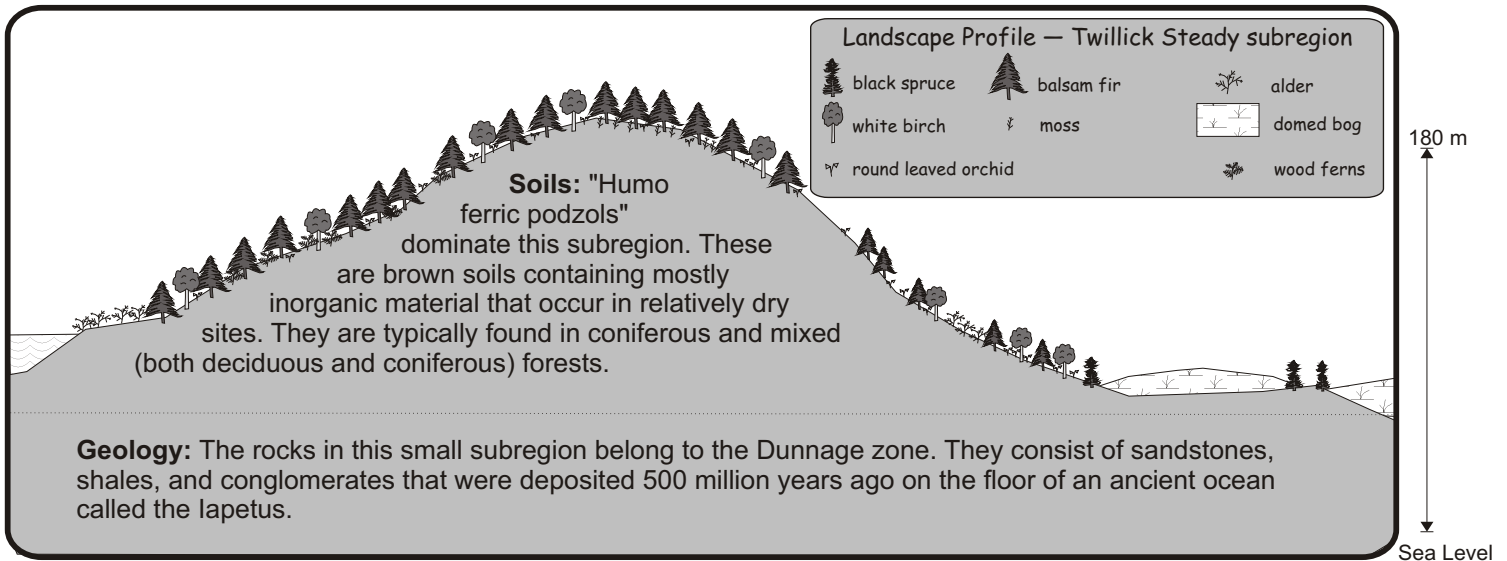 Landscape Profile — Twillick Steady subregion
black spruce
balsam fir
alder
white birch
moss
domed bog
round leaved orchid
wood ferns
180 m
Soils: "Humo
ferric podzols"
dominate this subregion. These
are brown soils containing mostly
inorganic material that occur in relatively dry
sites. They are typically found in coniferous and mixed
(both deciduous and coniferous) forests.
Geology: The rocks in this small subregion belong to the Dunnage zone. They consist of sandstones,
shales, and conglomerates that were deposited 500 million years ago on the floor of an ancient ocean
called the Iapetus.
Sea Level